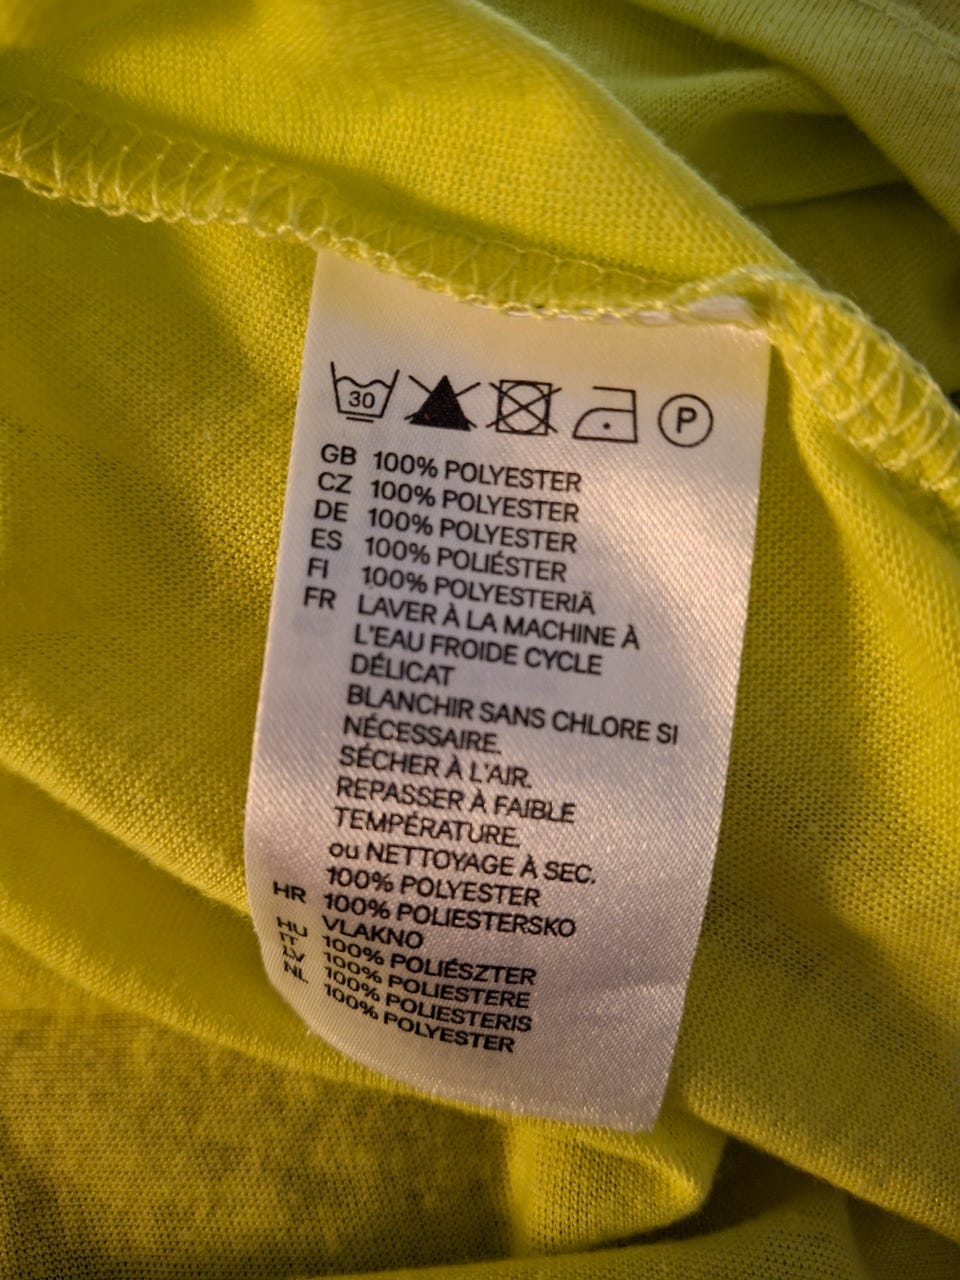 30 P
GB 100% POLYESTER
CZ 100% POLYESTER
DE 100% POLYESTER
ES 100% POLIÉSTER
FI 100% POLYESTERIÄ
FR LAVER À LA MACHINE À
L'EAU FROIDE CYCLE
DÉLICAT
BLANCHIR SANS CHLORE SI
NÉCESSAIRE.
SÉCHER À L'AIR.
REPASSER À FAIBLE
TEMPÉRATURE.
ou NETTOYAGE À SEC.
100% POLYESTER
HR 100% POLIESTERSKO
VLAKNO
HU 100% POLIÉSZTER
IT 100% POLIESTERE
LV 100% POLIESTERIS
NL 100% POLYESTER